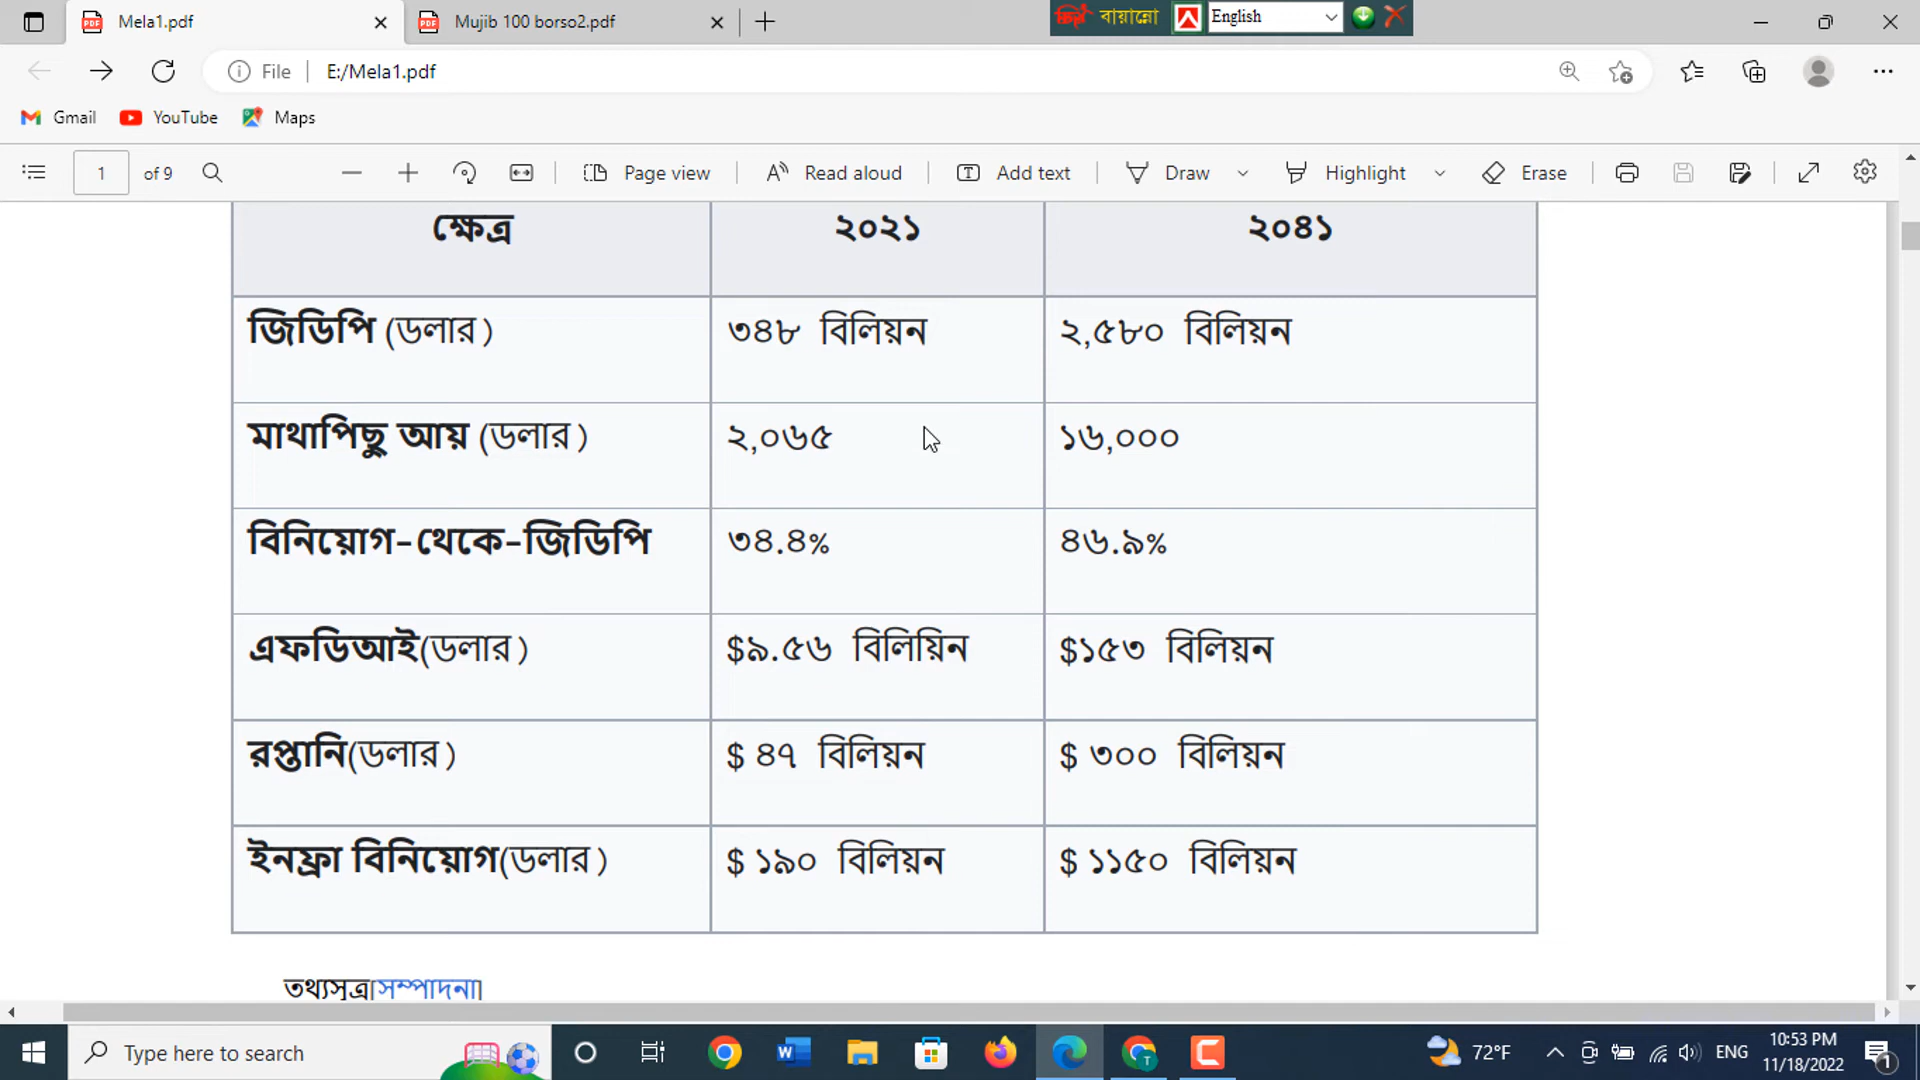 Mela1.pdf
Mujib 100 borso2.pdf
বায়ান্নো
English
File
E:/Mela1.pdf
Gmail
YouTube
Maps
1 of 9
Page view
Read aloud
Add text
Draw
Highlight
Erase
ক্ষেত্র ২০২১ ২০৪১
জিডিপি (ডলার) ৩৪৮ বিলিয়ন ২,৫৮০ বিলিয়ন
মাথাপিছু আয় (ডলার) ২,০৬৫ ১৬,০০০
বিনিয়োগ-থেকে-জিডিপি ৩৪.৪% ৪৬.৯%
এফডিআই(ডলার) $৯.৫৬ বিলিয়িন $১৫৩ বিলিয়ন
রপ্তানি(ডলার) $ ৪৭ বিলিয়ন $ ৩০০ বিলিয়ন
ইনফ্রা বিনিয়োগ(ডলার) $ ১৯০ বিলিয়ন $ ১১৫০ বিলিয়ন
তথ্যসূত্র[সম্পাদনা]
Type here to search
72°F
ENG
10:53 PM
11/18/2022
1